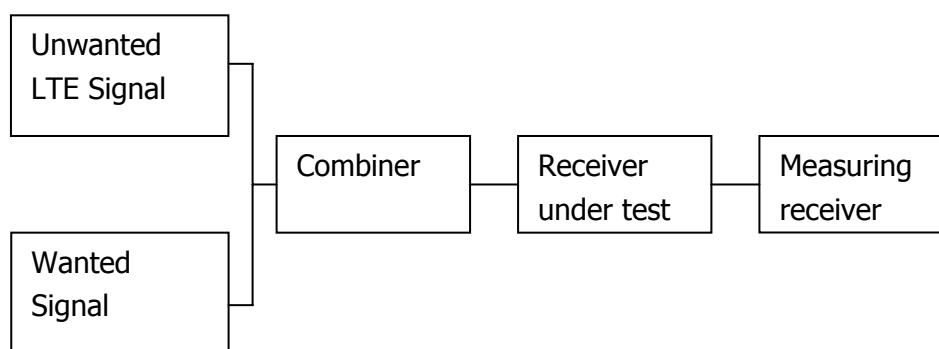 Unwanted
LTE Signal
Combiner
Receiver
under test
Measuring
receiver
Wanted
Signal